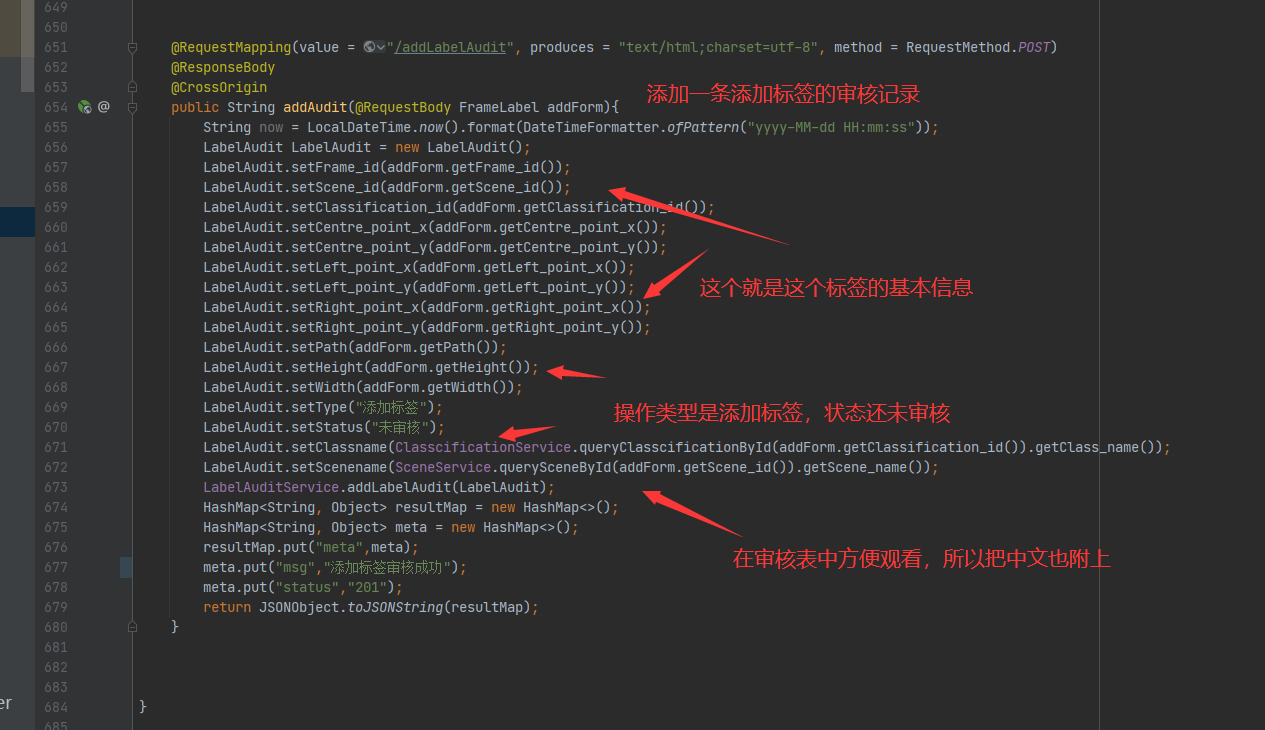 649
650
651 @RequestMapping(value = "/addLabelAudit", produces = "text/html;charset=utf-8", method = RequestMethod.POST)
652 @ResponseBody
653 @CrossOrigin
添加一条添加标签的审核记录
654 @ public String addAudit(@RequestBody FrameLabel addForm){
655 String now = LocalDateTime.now().format(DateTimeFormatter.ofPattern("yyyy-MM-dd HH:mm:ss"));
656 LabelAudit LabelAudit = new LabelAudit();
657 LabelAudit.setFrame_id(addForm.getFrame_id());
658 LabelAudit.setScene_id(addForm.getScene_id());
659 LabelAudit.setClassification_id(addForm.getClassification_id());
660 LabelAudit.setCentre_point_x(addForm.getCentre_point_x());
661 LabelAudit.setCentre_point_y(addForm.getCentre_point_y());
662 LabelAudit.setLeft_point_x(addForm.getLeft_point_x());
663 LabelAudit.setLeft_point_y(addForm.getLeft_point_y());
这个就是这个标签的基本信息
664 LabelAudit.setRight_point_x(addForm.getRight_point_x());
665 LabelAudit.setRight_point_y(addForm.getRight_point_y());
666 LabelAudit.setPath(addForm.getPath());
667 LabelAudit.setHeight(addForm.getHeight());
668 LabelAudit.setWidth(addForm.getWidth());
669 LabelAudit.setType("添加标签");
操作类型是添加标签，状态还未审核
670 LabelAudit.setStatus("未审核");
671 LabelAudit.setClassname(ClasscificationService.queryClasscificationById(addForm.getClassification_id()).getClass_name());
672 LabelAudit.setScenename(SceneService.querySceneById(addForm.getScene_id()).getScene_name());
673 LabelAuditService.addLabelAudit(LabelAudit);
674 HashMap<String, Object> resultMap = new HashMap<>();
675 HashMap<String, Object> meta = new HashMap<>();
676 resultMap.put("meta",meta);
在审核表中方便观看，所以把中文也附上
677 meta.put("msg","添加标签审核成功");
678 meta.put("status","201");
679 return JSONObject.toJSONString(resultMap);
680 }
681
682
683
er
684 }
685